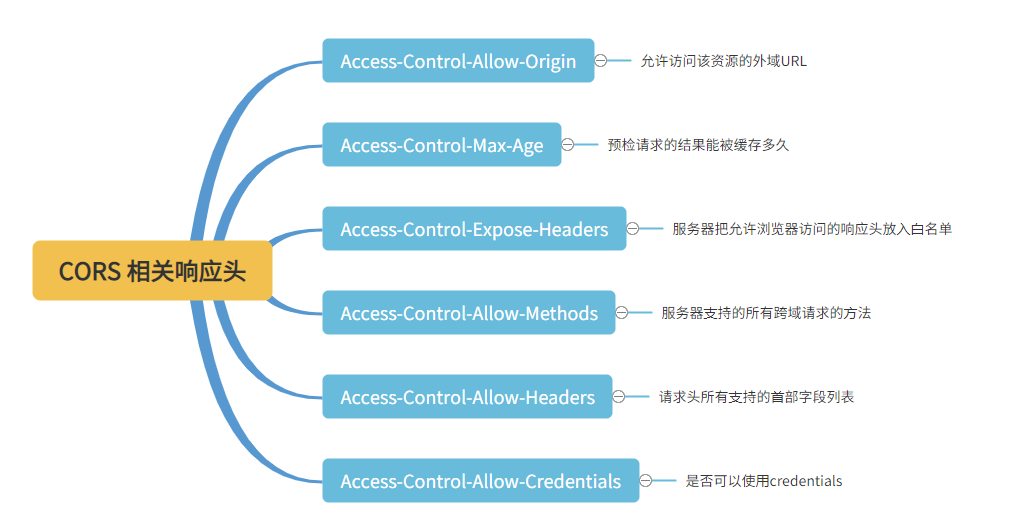 Access-Control-Allow-Origin
允许访问该资源的外域URL
Access-Control-Max-Age
预检请求的结果能被缓存多久
Access-Control-Expose-Headers
服务器把允许浏览器访问的响应头放入白名单
CORS 相关响应头
Access-Control-Allow-Methods
服务器支持的所有跨域请求的方法
Access-Control-Allow-Headers
请求头所有支持的首部字段列表
Access-Control-Allow-Credentials
是否可以使用credentials